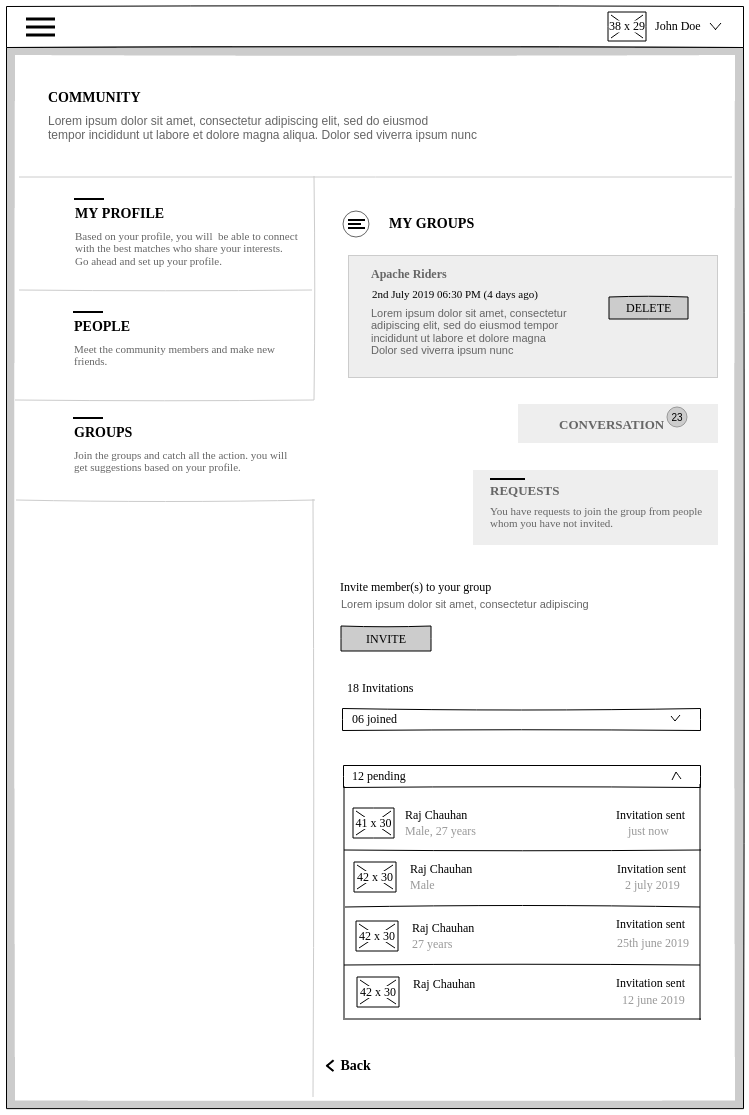 38 x 29 John Doe
COMMUNITY
Lorem ipsum dolor sit amet, consectetur adipiscing elit, sed do eiusmod
tempor incididunt ut labore et dolore magna aliqua. Dolor sed viverra ipsum nunc
MY PROFILE
Based on your profile, you will  be able to connect
with the best matches who share your interests.
Go ahead and set up your profile.
PEOPLE
Meet the community members and make new
friends.
GROUPS
Join the groups and catch all the action. you will
get suggestions based on your profile.
MY GROUPS
Apache Riders
2nd July 2019 06:30 PM (4 days ago)
Lorem ipsum dolor sit amet, consectetur
adipiscing elit, sed do eiusmod tempor
incididunt ut labore et dolore magna
Dolor sed viverra ipsum nunc
DELETE
CONVERSATION 23
REQUESTS
You have requests to join the group from people
whom you have not invited.
Invite member(s) to your group
Lorem ipsum dolor sit amet, consectetur adipiscing
INVITE
18 Invitations
06 joined
12 pending
41 x 30
Raj Chauhan
Male, 27 years
Invitation sent
just now
42 x 30
Raj Chauhan
Male
Invitation sent
2 july 2019
42 x 30
Raj Chauhan
27 years
Invitation sent
25th june 2019
42 x 30
Raj Chauhan
Invitation sent
12 june 2019
Back